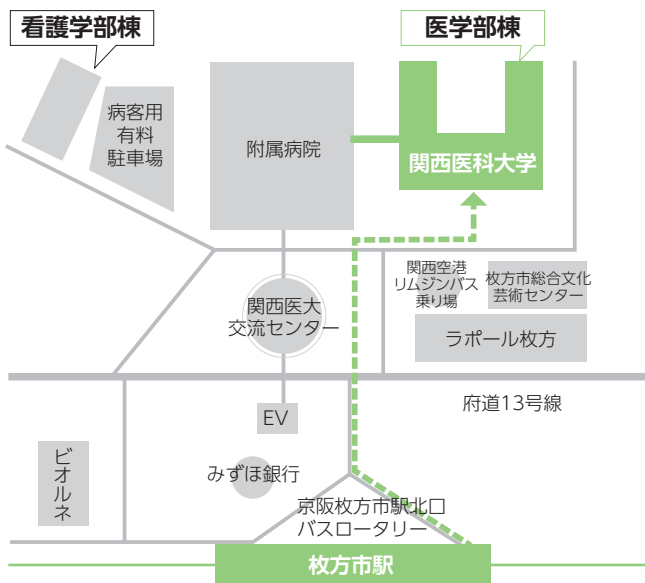 看護学部棟
医学部棟
病客用
有料
駐車場
附属病院
関西医科大学
関西空港
リムジンバス
乗り場
枚方市総合文化
芸術センター
関西医大
交流センター
ラポール枚方
府道13号線
EV
ビオルネ
みずほ銀行
京阪枚方市駅北口
バスロータリー
枚方市駅